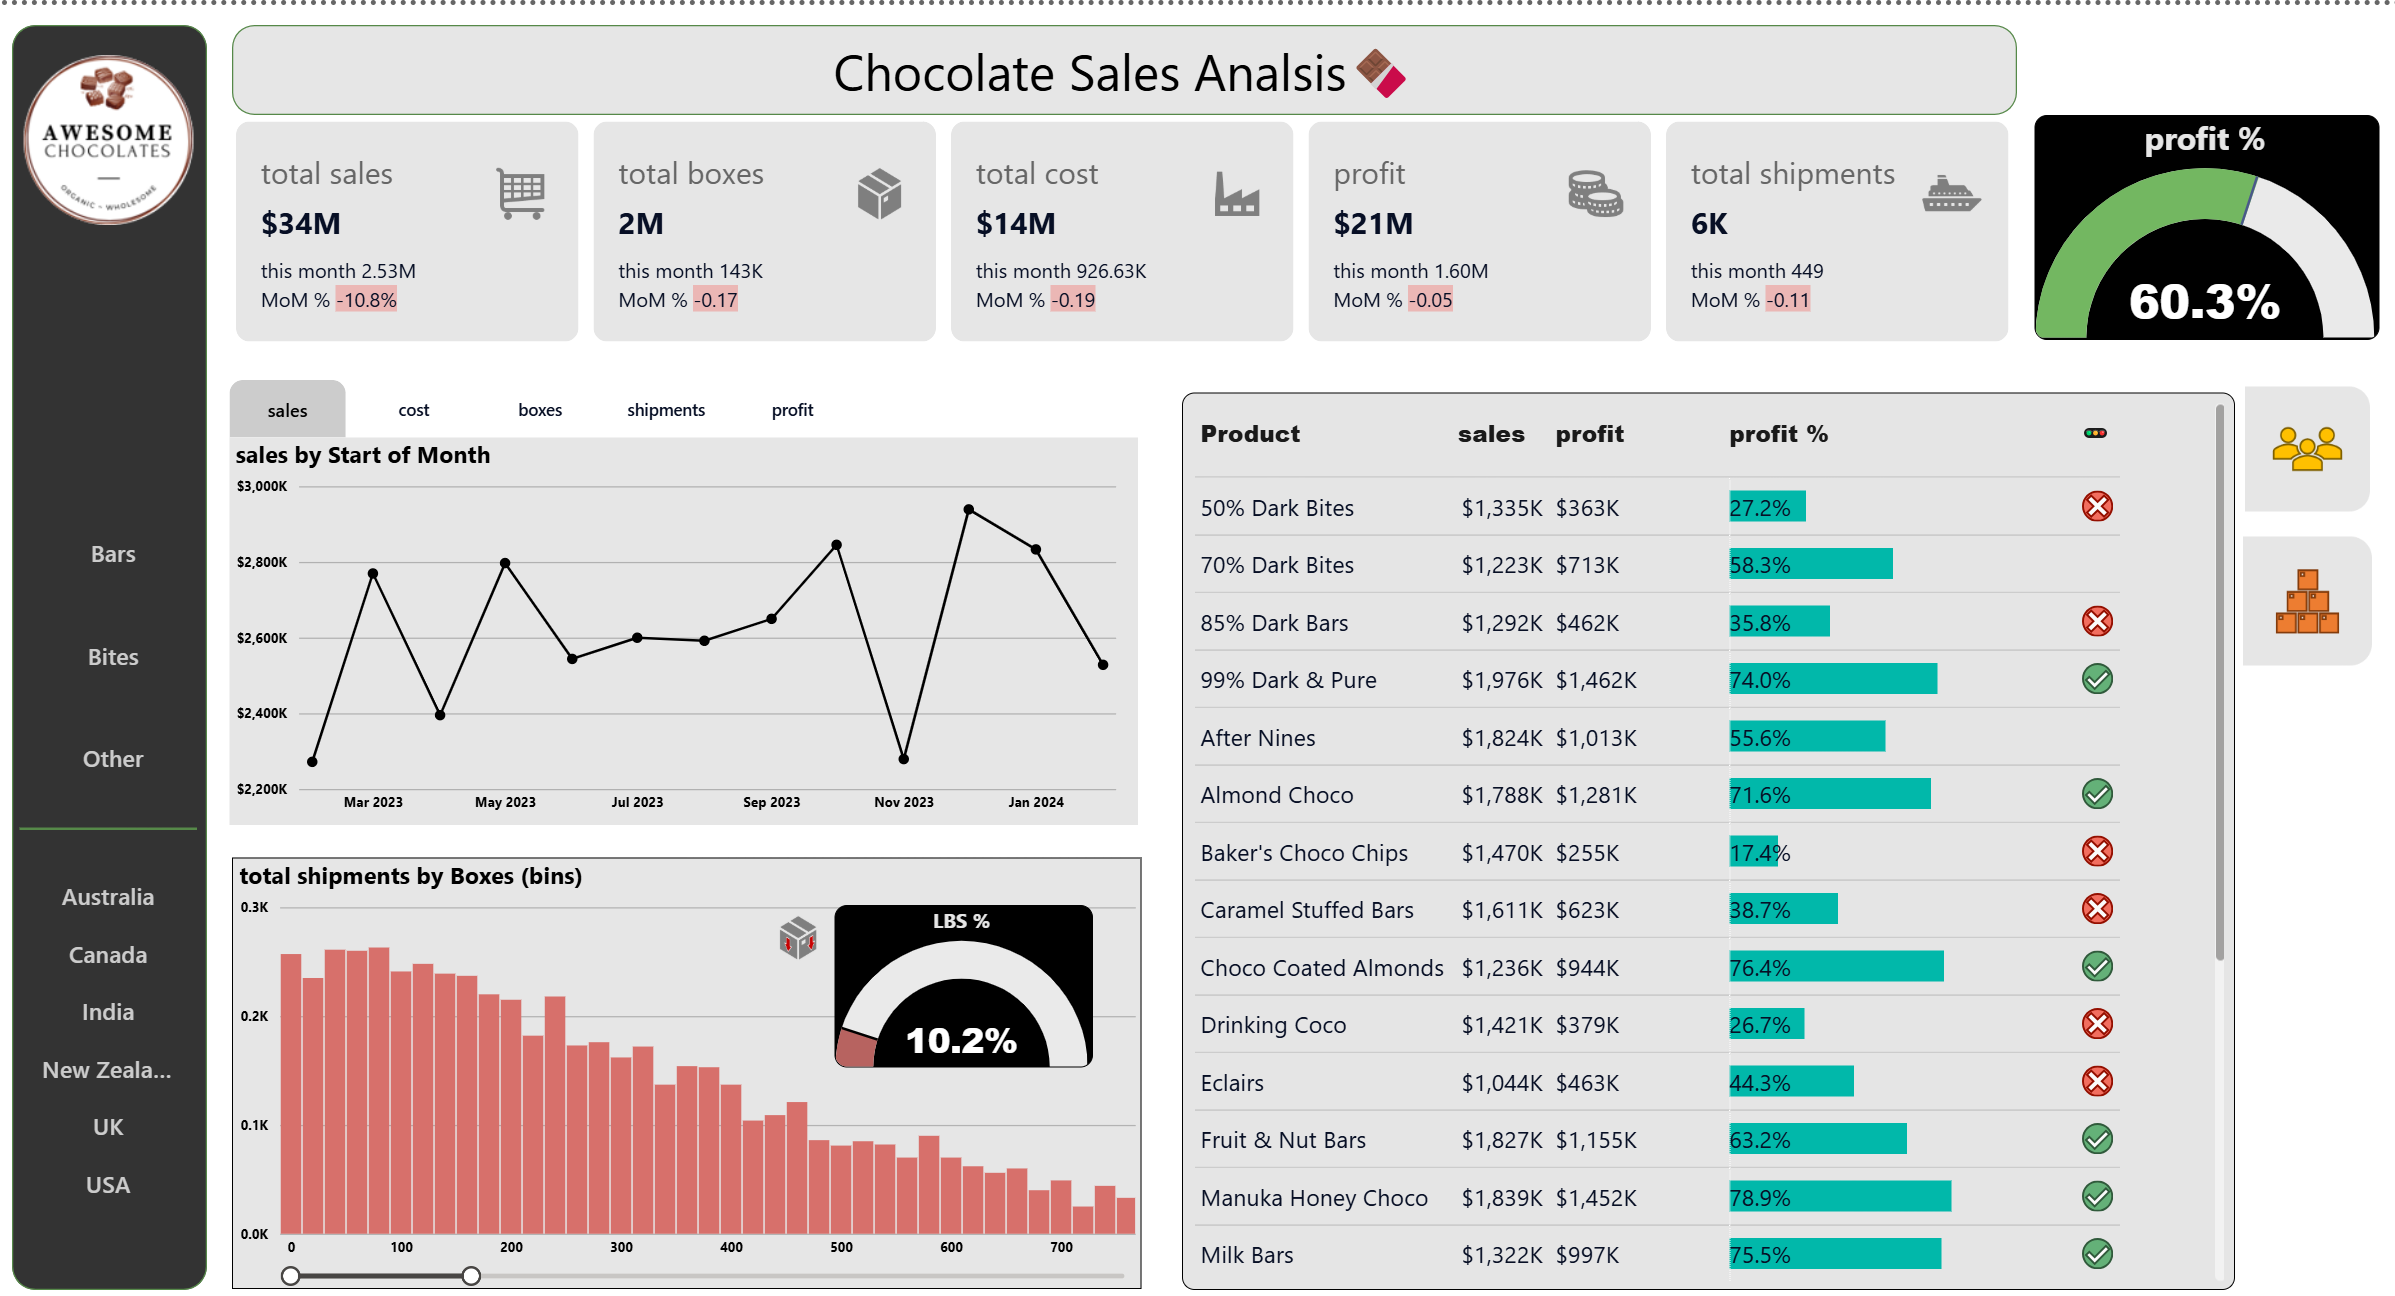 AWESOME
CHOCOLATES
ORGANIC - WHOLESOME
Bars
Bites
Other
Australia
Canada
India
New Zeala...
UK
USA
Chocolate Sales Analsis
total sales
$34M
this month 2.53M
MoM % -10.8%
total boxes
2M
this month 143K
MoM % -0.17
total cost
$14M
this month 926.63K
MoM % -0.19
profit
$21M
this month 1.60M
MoM % -0.05
total shipments
6K
this month 449
MoM % -0.11
profit %
60.3%
sales cost boxes shipments profit
sales by Start of Month
$3,000K
$2,800K
$2,600K
$2,400K
$2,200K
Mar 2023 May 2023 Jul 2023 Sep 2023 Nov 2023 Jan 2024
total shipments by Boxes (bins)
0.3K
0.2K
0.1K
0.0K
0 100 200 300 400 500 600 700
LBS %
10.2%
Product sales profit profit %
50% Dark Bites $1,335K $363K 27.2%
70% Dark Bites $1,223K $713K 58.3%
85% Dark Bars $1,292K $462K 35.8%
99% Dark & Pure $1,976K $1,462K 74.0%
After Nines $1,824K $1,013K 55.6%
Almond Choco $1,788K $1,281K 71.6%
Baker's Choco Chips $1,470K $255K 17.4%
Caramel Stuffed Bars $1,611K $623K 38.7%
Choco Coated Almonds $1,236K $944K 76.4%
Drinking Coco $1,421K $379K 26.7%
Eclairs $1,044K $463K 44.3%
Fruit & Nut Bars $1,827K $1,155K 63.2%
Manuka Honey Choco $1,839K $1,452K 78.9%
Milk Bars $1,322K $997K 75.5%